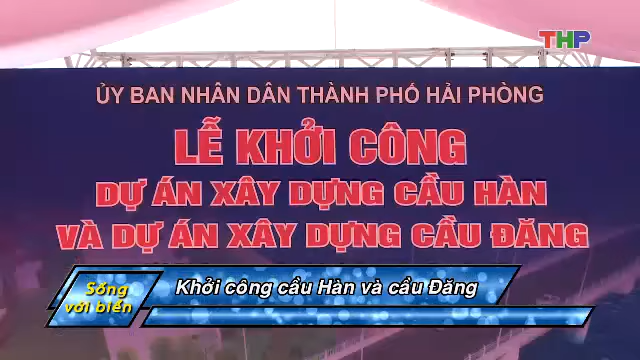 THP
ỦY BAN NHÂN DÂN THÀNH PHỐ HẢI PHÒNG
LỄ KHỞI CÔNG
DỰ ÁN XÂY DỰNG CẦU HÀN
VÀ DỰ ÁN XÂY DỰNG CẦU ĐĂNG
Sống
với biển
Khởi công cầu Hàn và cầu Đăng